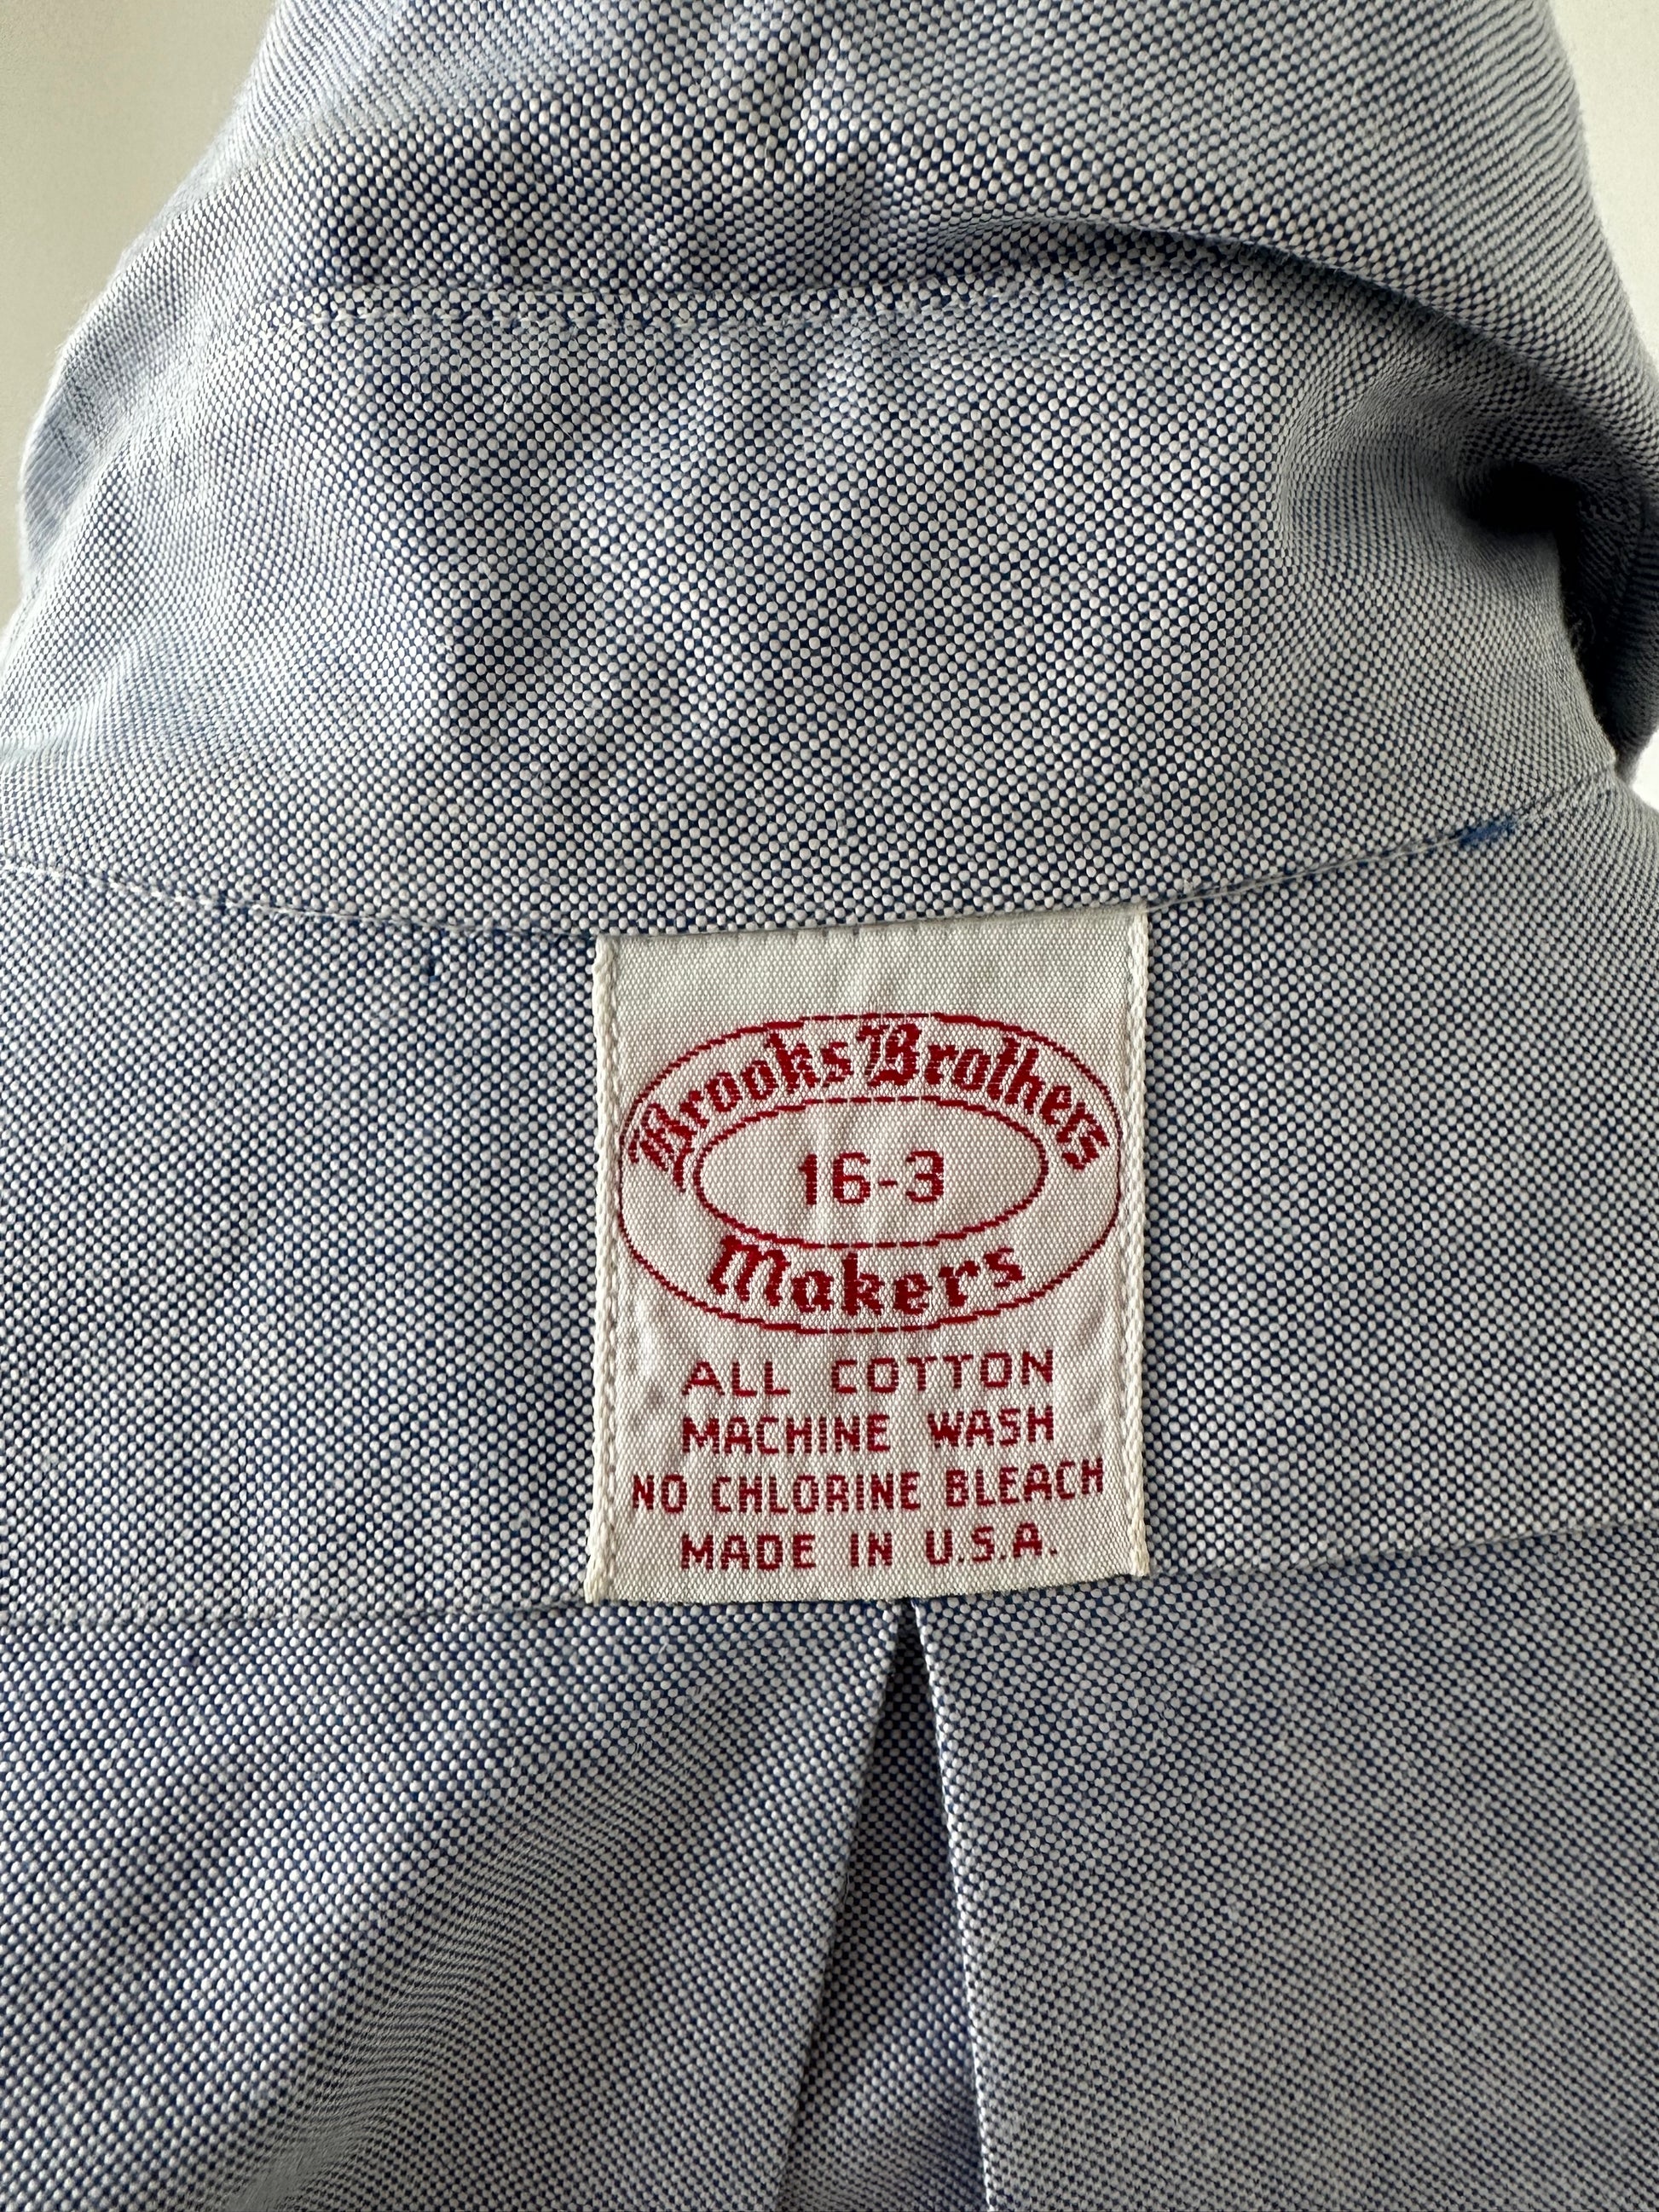 Brooks Brothers
16-3
Makers
ALL COTTON
MACHINE WASH
NO CHLORINE BLEACH
MADE IN U.S.A.